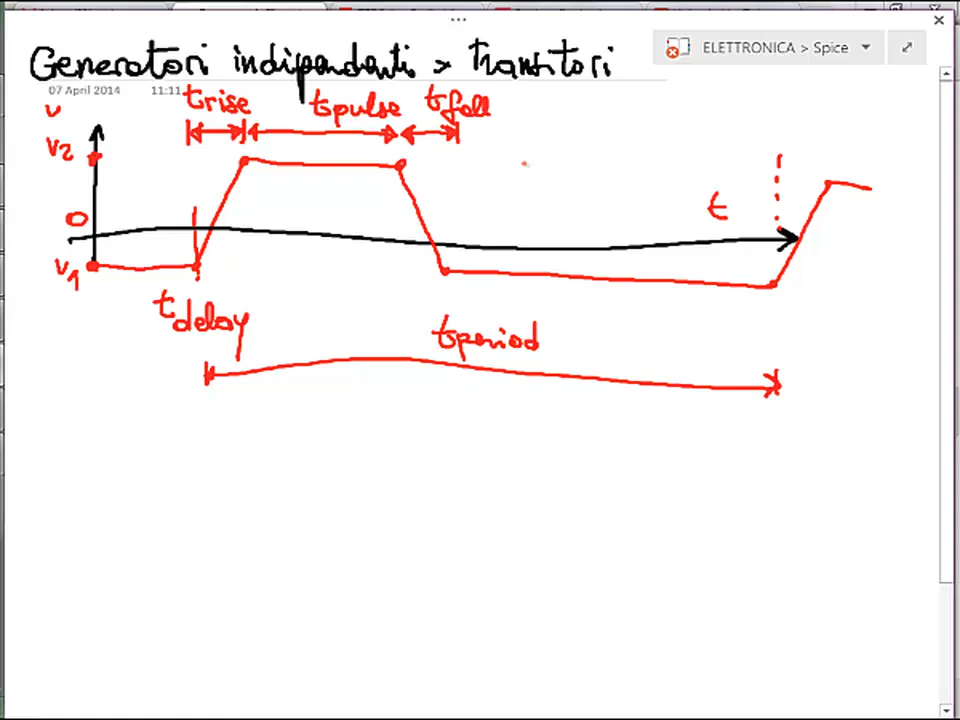 Generatori indipendenti > transitori
ELETTRONICA > Spice
07 April 2014 11:11
v
trise
tpulse
tfall
v2
0
t
v1
tdelay
tperiod